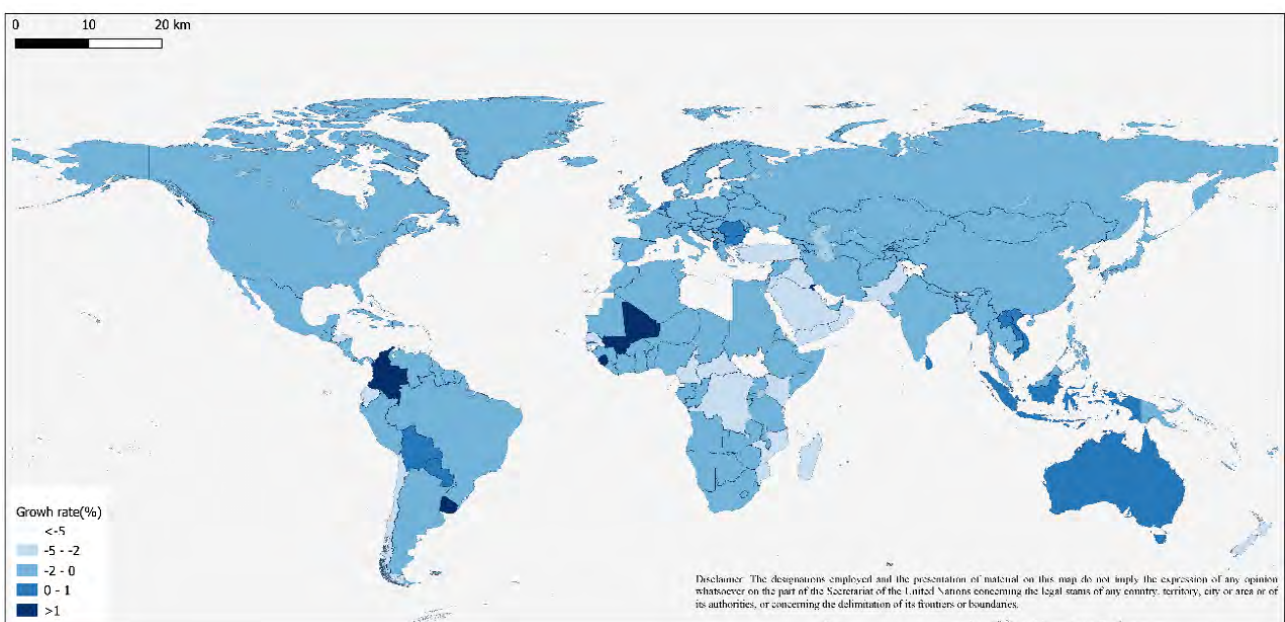 0 10 20 km
Growh rate(%)
<-5
-5 - -2
-2 - 0
0 - 1
>1
Disclaimer: The designations employed and the presentation of material on this map do not imply the expression of any opinion
whatsoever on the part of the Secretariat of the United Nations concerning the legal status of any country, territory, city or area or of
its authorities, or concerning the delimitation of its frontiers or boundaries.